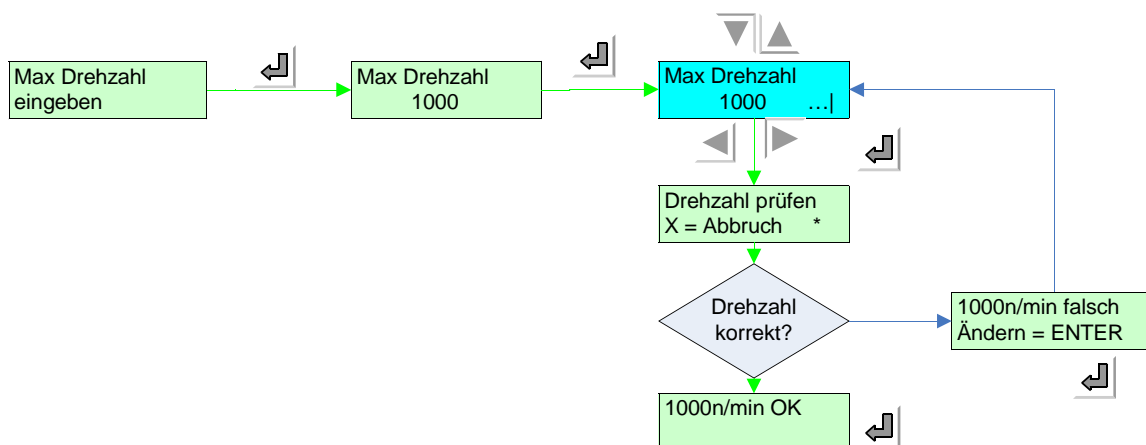 Max Drehzahl
eingeben
Max Drehzahl
1000
Max Drehzahl
1000 ...|
Drehzahl prüfen
X = Abbruch *
Drehzahl
korrekt?
1000n/min falsch
Ändern = ENTER
1000n/min OK